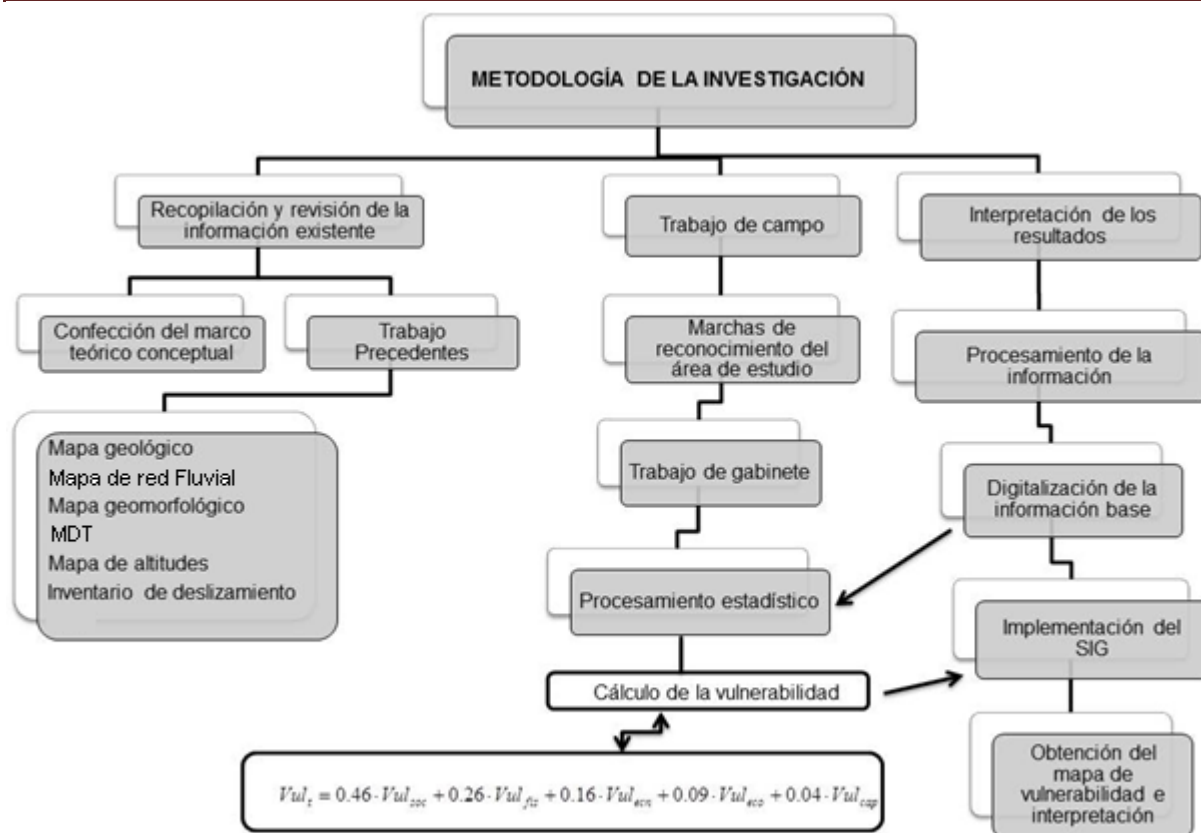 METODOLOGÍA DE LA INVESTIGACIÓN
Recopilación y revisión de la
información existente
Confección del marco
teórico conceptual
Trabajo
Precedentes
Mapa geológico
Mapa de red Fluvial
Mapa geomorfológico
MDT
Mapa de altitudes
Inventario de deslizamiento
Trabajo de campo
Marchas de
reconocimiento del
área de estudio
Trabajo de gabinete
Procesamiento estadístico
Cálculo de la vulnerabilidad
Vul_t = 0.46 · Vul_soc + 0.26 · Vul_fis + 0.16 · Vul_ecn + 0.09 · Vul_eco + 0.04 · Vul_cap
Interpretación de los
resultados
Procesamiento de la
información
Digitalización de la
información base
Implementación del
SIG
Obtención del
mapa de
vulnerabilidad e
interpretación